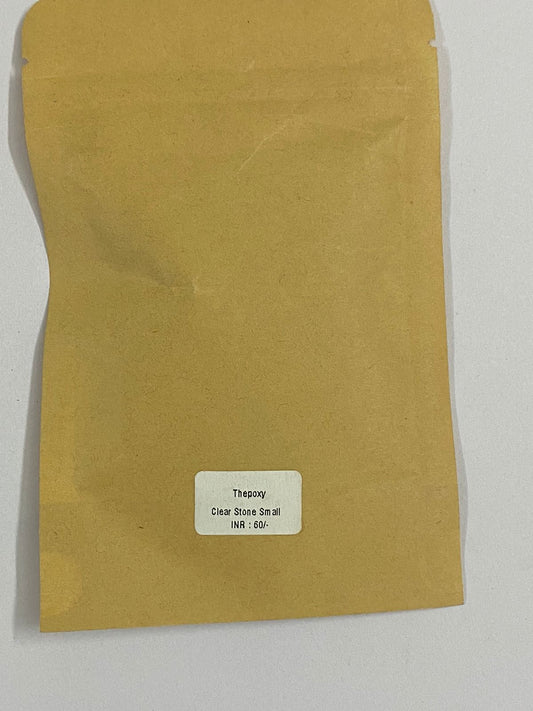 Thepoxy
Clear Stone Small
INR : 60/-